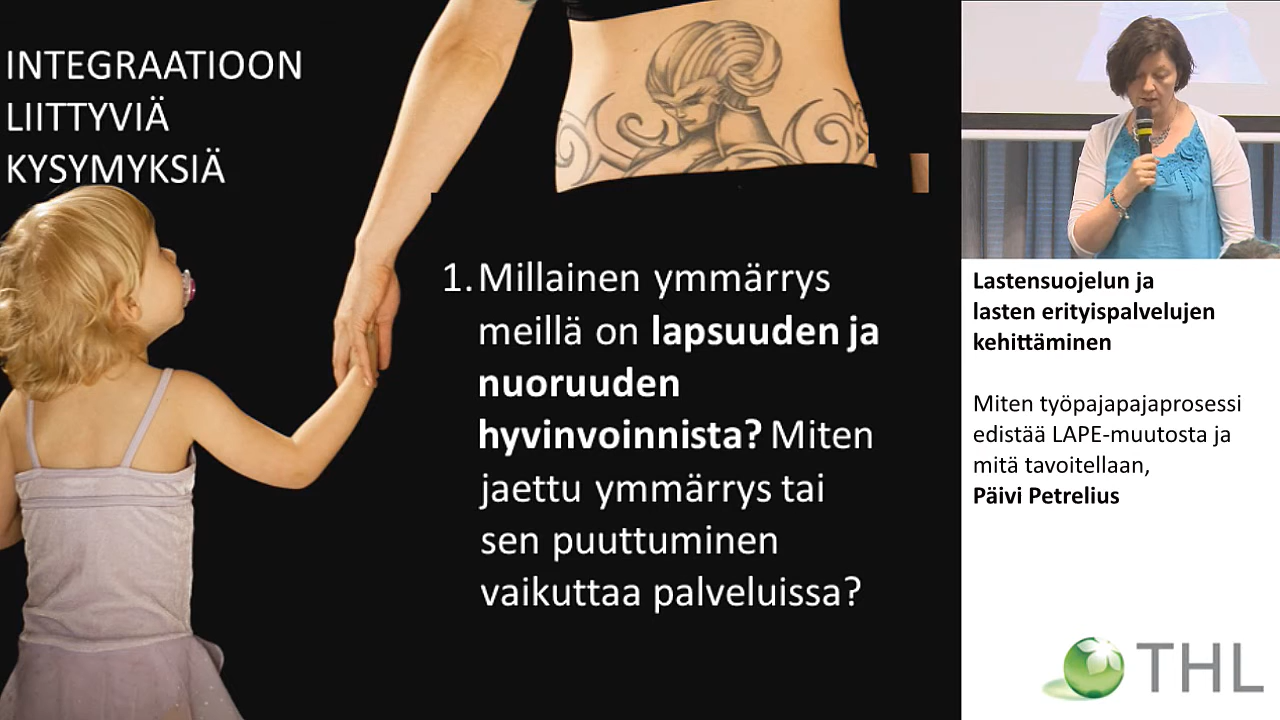 INTEGRAATIOON
LIITTYVIÄ
KYSYMYKSIÄ
1. Millainen ymmärrys
meillä on lapsuuden ja
nuoruuden
hyvinvoinnista? Miten
jaettu ymmärrys tai
sen puuttuminen
vaikuttaa palveluissa?
Lastensuojelun ja
lasten erityispalvelujen
kehittäminen
Miten työpajapajaprosessi
edistää LAPE-muutosta ja
mitä tavoitellaan,
Päivi Petrelius
THL